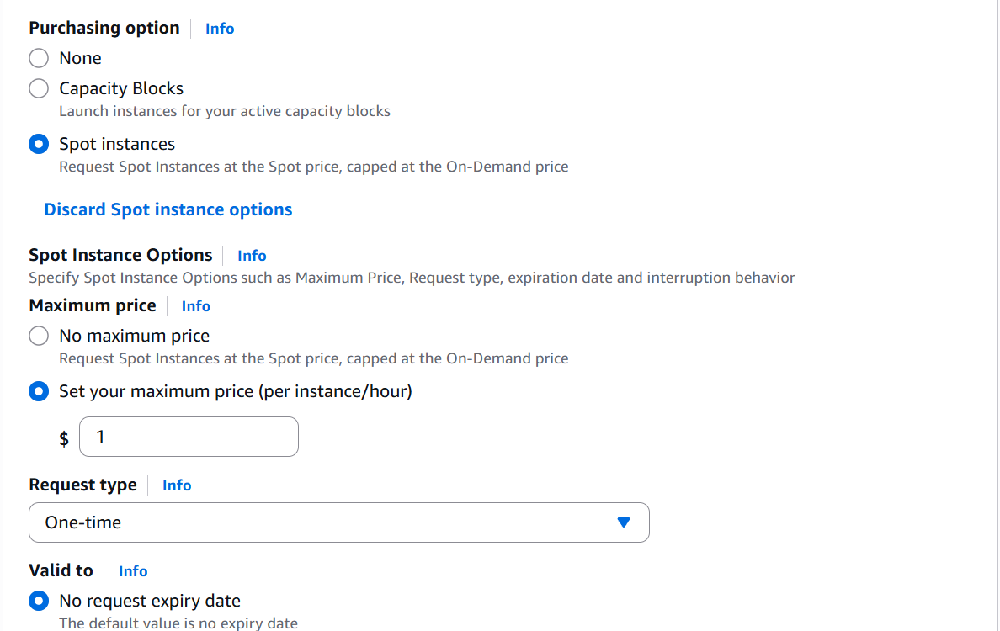 Purchasing option Info
None
Capacity Blocks
Launch instances for your active capacity blocks
Spot instances
Request Spot Instances at the Spot price, capped at the On-Demand price
Discard Spot instance options
Spot Instance Options Info
Specify Spot Instance Options such as Maximum Price, Request type, expiration date and interruption behavior
Maximum price Info
No maximum price
Request Spot Instances at the Spot price, capped at the On-Demand price
Set your maximum price (per instance/hour)
$ 1
Request type Info
One-time
Valid to Info
No request expiry date
The default value is no expiry date